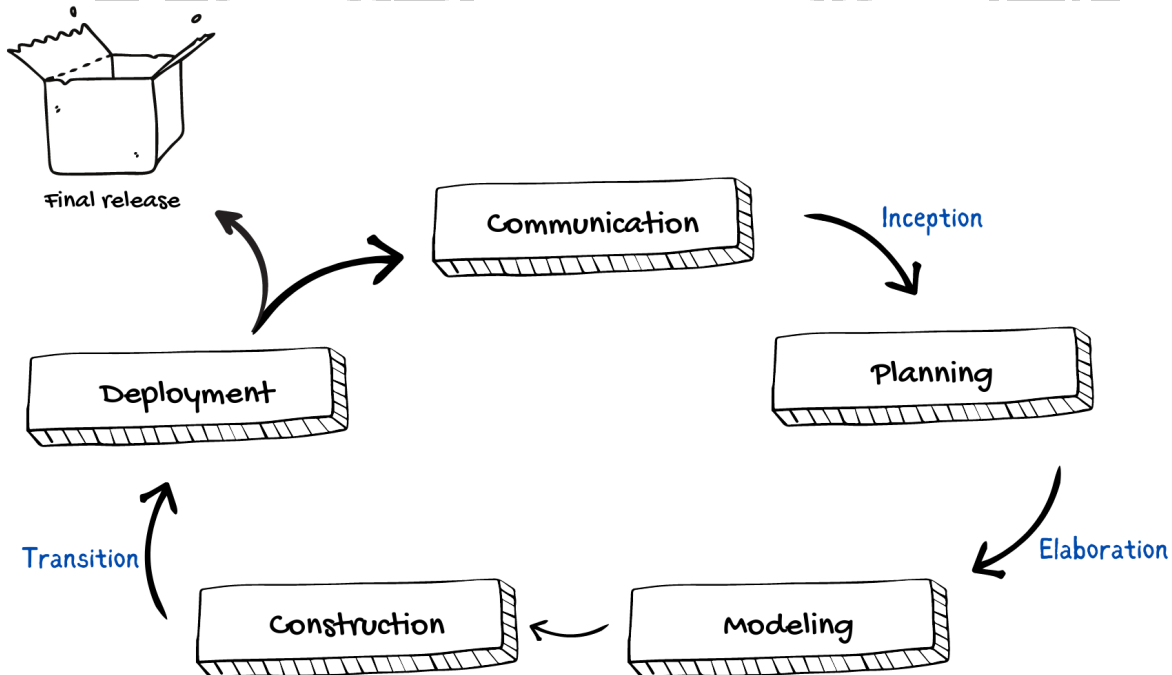 Final release
Communication
Inception
Planning
Deployment
Elaboration
Transition
Construction
Modeling